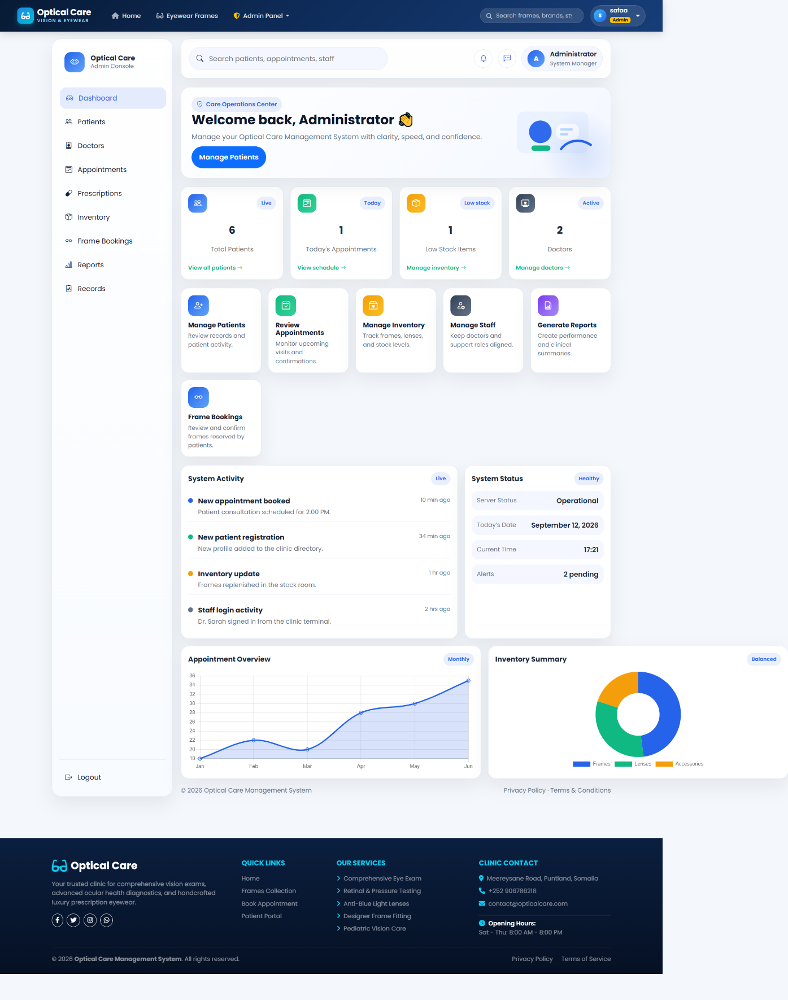 Optical Care
VISION & EYEWEAR
Home
Eyewear Frames
Admin Panel
Search frames, brands, sty
S
safaa
Admin
Optical Care
Admin Console
Dashboard
Patients
Doctors
Appointments
Prescriptions
Inventory
Frame Bookings
Reports
Records
Logout
Search patients, appointments, staff
A
Administrator
System Manager
Care Operations Center
Welcome back, Administrator 👋
Manage your Optical Care Management System with clarity, speed, and confidence.
Manage Patients
Live
6
Total Patients
View all patients →
Today
1
Today's Appointments
View schedule →
Low stock
1
Low Stock Items
Manage inventory →
Active
2
Doctors
Manage doctors →
Manage Patients
Review records and
patient activity.
Review
Appointments
Monitor upcoming
visits and
confirmations.
Manage Inventory
Track frames, lenses,
and stock levels.
Manage Staff
Keep doctors and
support roles aligned.
Generate Reports
Create performance
and clinical
summaries.
Frame Bookings
Review and confirm
frames reserved by
patients.
System Activity
Live
New appointment booked
10 min ago
Patient consultation scheduled for 2:00 PM.
New patient registration
34 min ago
New profile added to the clinic directory.
Inventory update
1 hr ago
Frames replenished in the stock room.
Staff login activity
2 hrs ago
Dr. Sarah signed in from the clinic terminal.
System Status
Healthy
Server Status
Operational
Today's Date
September 12, 2026
Current Time
17:21
Alerts
2 pending
Appointment Overview
Monthly
36
34
32
30
28
26
24
22
20
18
Jan
Feb
Mar
Apr
May
Jun
Inventory Summary
Balanced
Frames
Lenses
Accessories
© 2026 Optical Care Management System
Privacy Policy · Terms & Conditions
Optical Care
Your trusted clinic for comprehensive vision exams,
advanced ocular health diagnostics, and handcrafted
luxury prescription eyewear.
QUICK LINKS
Home
Frames Collection
Book Appointment
Patient Portal
OUR SERVICES
Comprehensive Eye Exam
Retinal & Pressure Testing
Anti-Blue Light Lenses
Designer Frame Fitting
Pediatric Vision Care
CLINIC CONTACT
Meereysane Road, Puntland, Somalia
+252 906786218
contact@opticalcare.com
Opening Hours:
Sat - Thu: 8:00 AM - 8:00 PM
© 2026 Optical Care Management System. All rights reserved.
Privacy Policy
Terms of Service